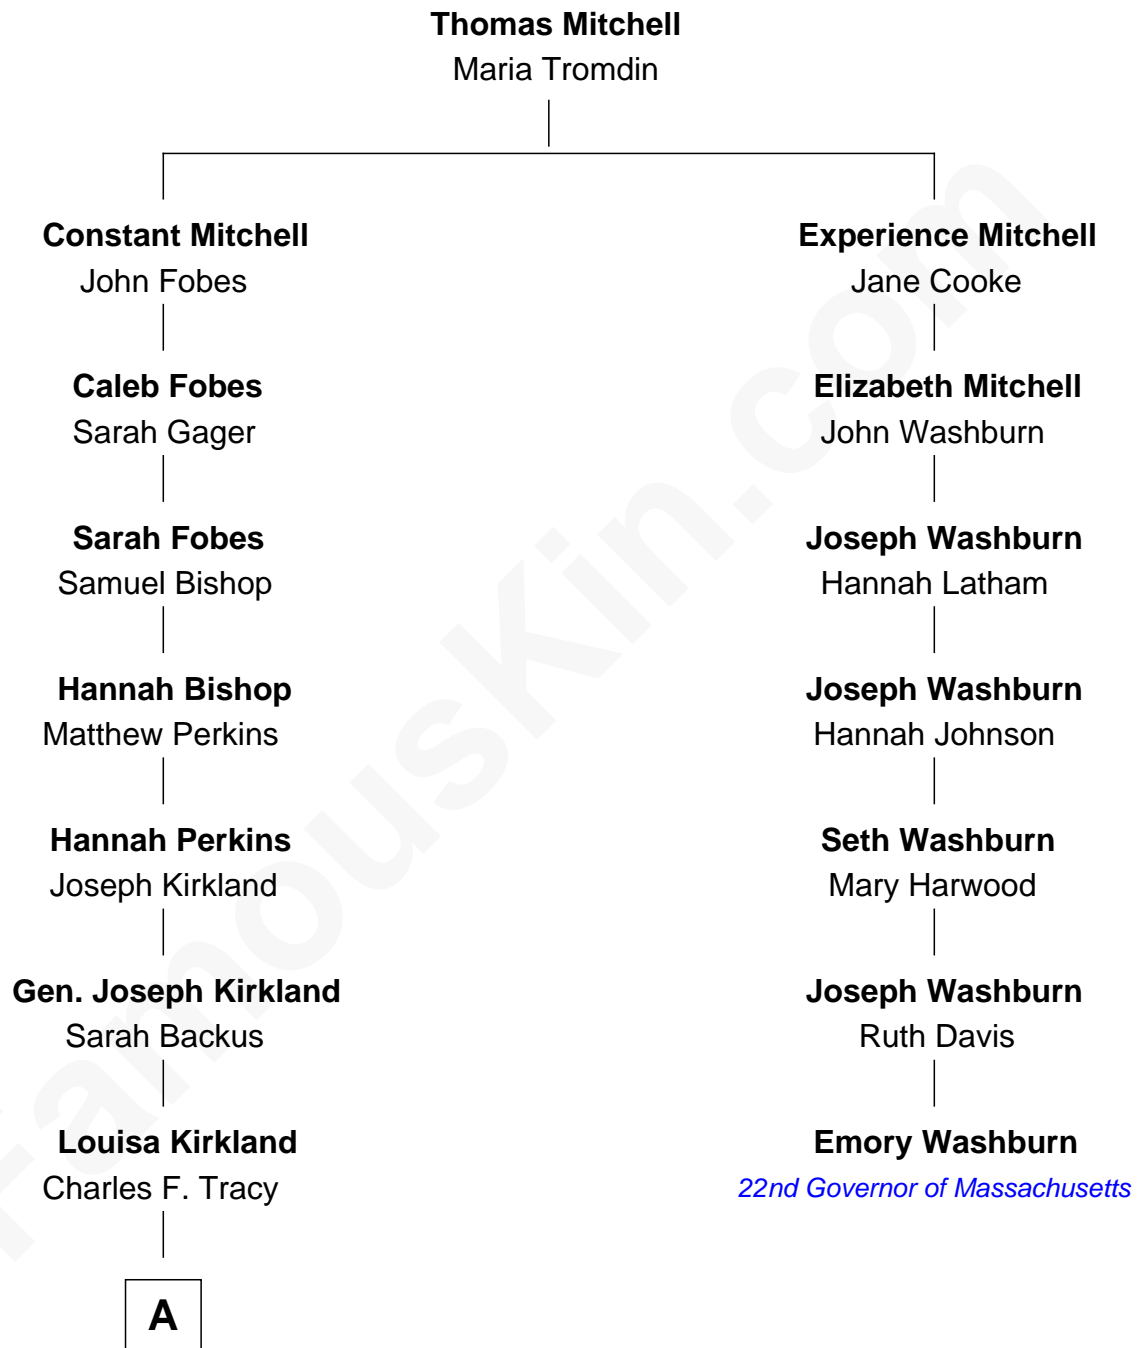 Thomas Mitchell
Maria Tromdin
Constant Mitchell
John Fobes
Experience Mitchell
Jane Cooke
Caleb Fobes
Sarah Gager
Elizabeth Mitchell
John Washburn
Sarah Fobes
Samuel Bishop
Joseph Washburn
Hannah Latham
Hannah Bishop
Matthew Perkins
Joseph Washburn
Hannah Johnson
Hannah Perkins
Joseph Kirkland
Seth Washburn
Mary Harwood
Gen. Joseph Kirkland
Sarah Backus
Joseph Washburn
Ruth Davis
Louisa Kirkland
Charles F. Tracy
Emory Washburn
22nd Governor of Massachusetts
A
FamousKin.com